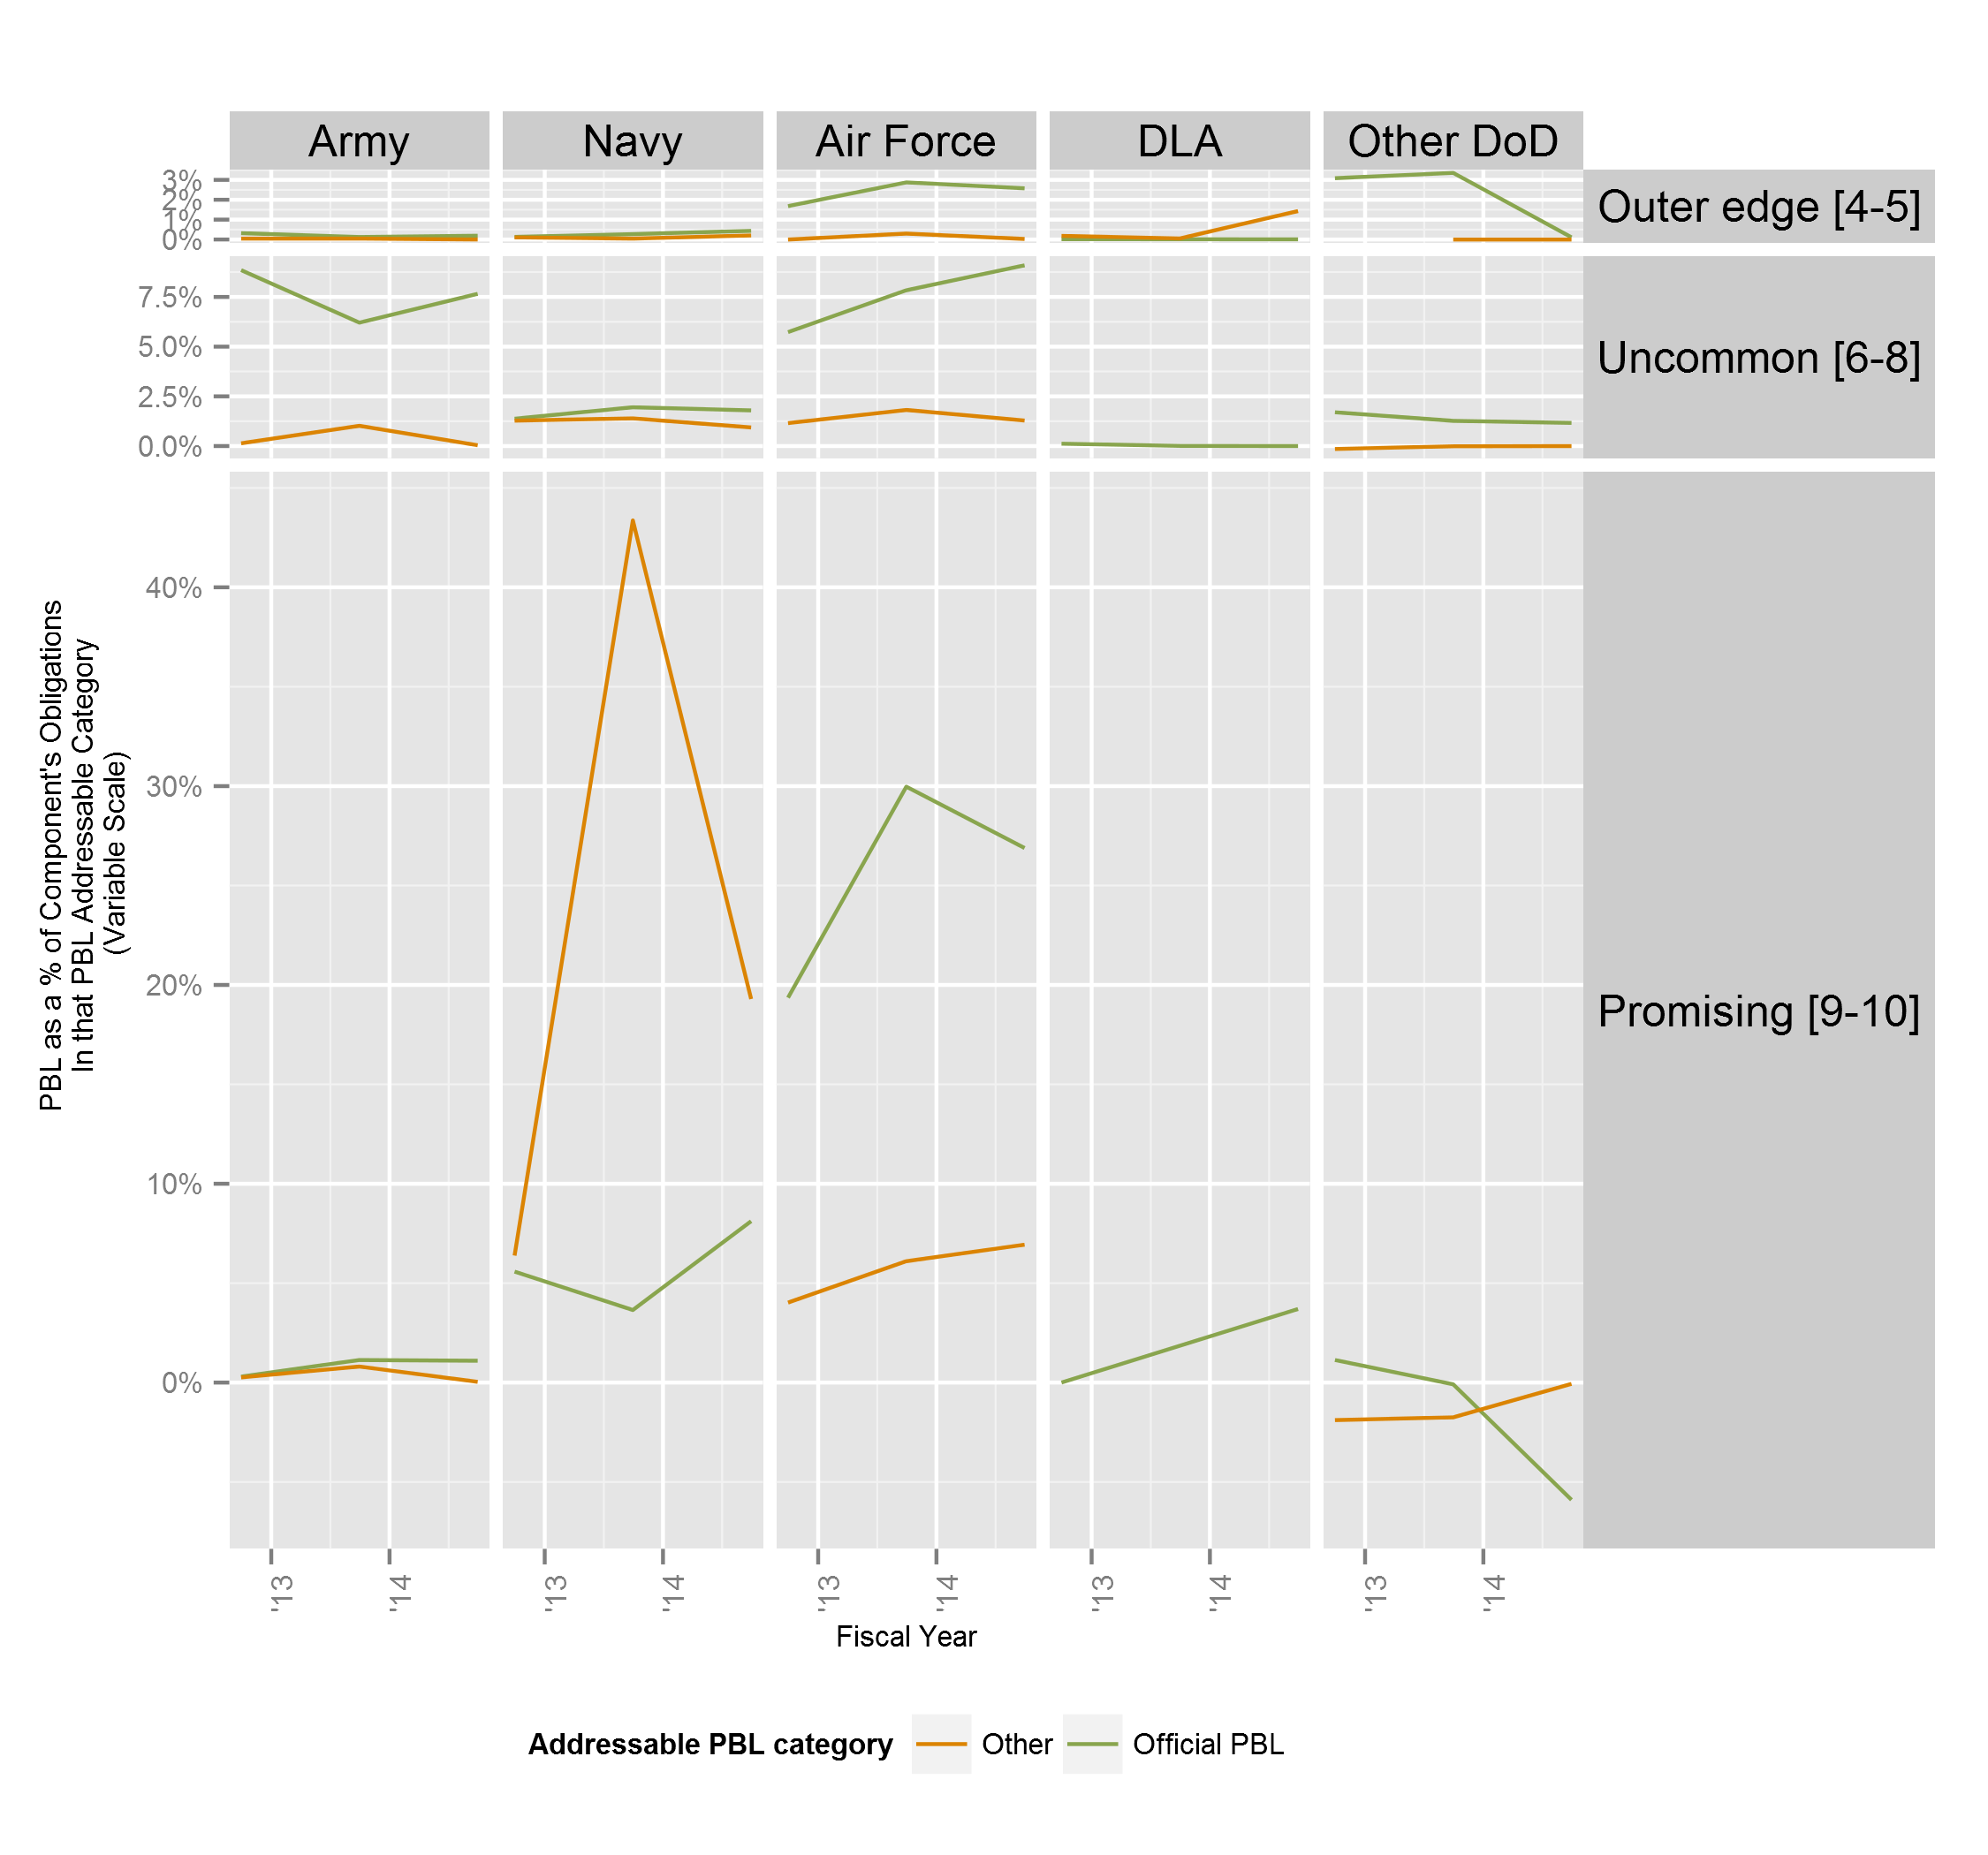 Army
Navy
Air Force
DLA
Other DoD
3%
2%
1%
0%
Outer edge [4-5]
7.5%
5.0%
2.5%
0.0%
Uncommon [6-8]
40%
30%
20%
10%
0%
Promising [9-10]
PBL as a % of Component's Obligations
In that PBL Addressable Category
(Variable Scale)
'13
'14
'13
'14
'13
'14
'13
'14
'13
'14
Fiscal Year
Addressable PBL category
Other
Official PBL